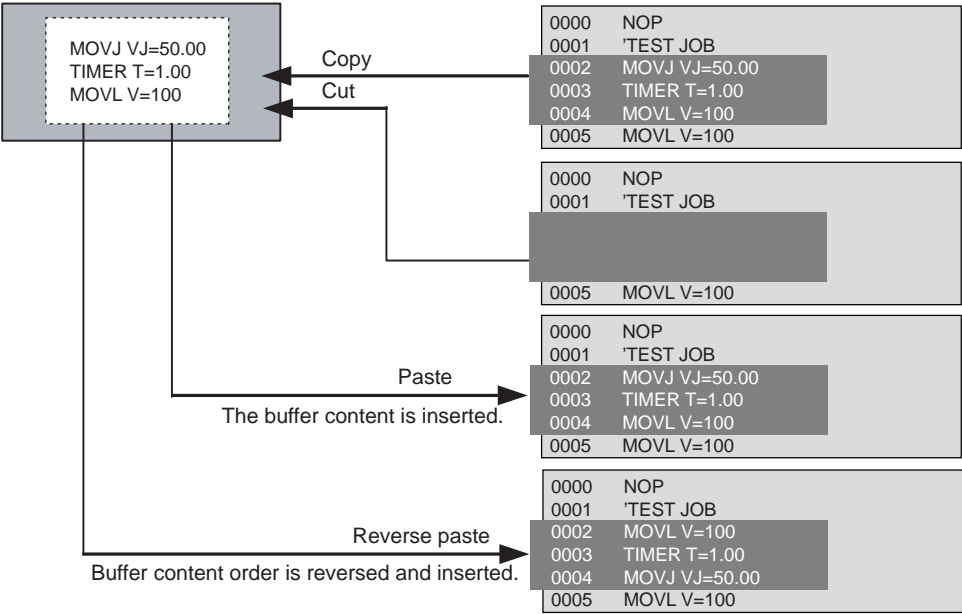 MOVJ VJ=50.00
TIMER T=1.00
MOVL V=100
Copy
Cut
0000 NOP
0001 'TEST JOB
0002 MOVJ VJ=50.00
0003 TIMER T=1.00
0004 MOVL V=100
0005 MOVL V=100
0000 NOP
0001 'TEST JOB
0005 MOVL V=100
Paste
The buffer content is inserted.
0000 NOP
0001 'TEST JOB
0002 MOVJ VJ=50.00
0003 TIMER T=1.00
0004 MOVL V=100
0005 MOVL V=100
Reverse paste
Buffer content order is reversed and inserted.
0000 NOP
0001 'TEST JOB
0002 MOVL V=100
0003 TIMER T=1.00
0004 MOVJ VJ=50.00
0005 MOVL V=100